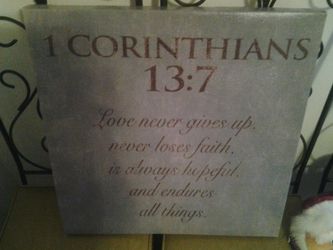 1 CORINTHIANS
13:7
Love never gives up,
never loses faith,
is always hopeful,
and endures
all things.